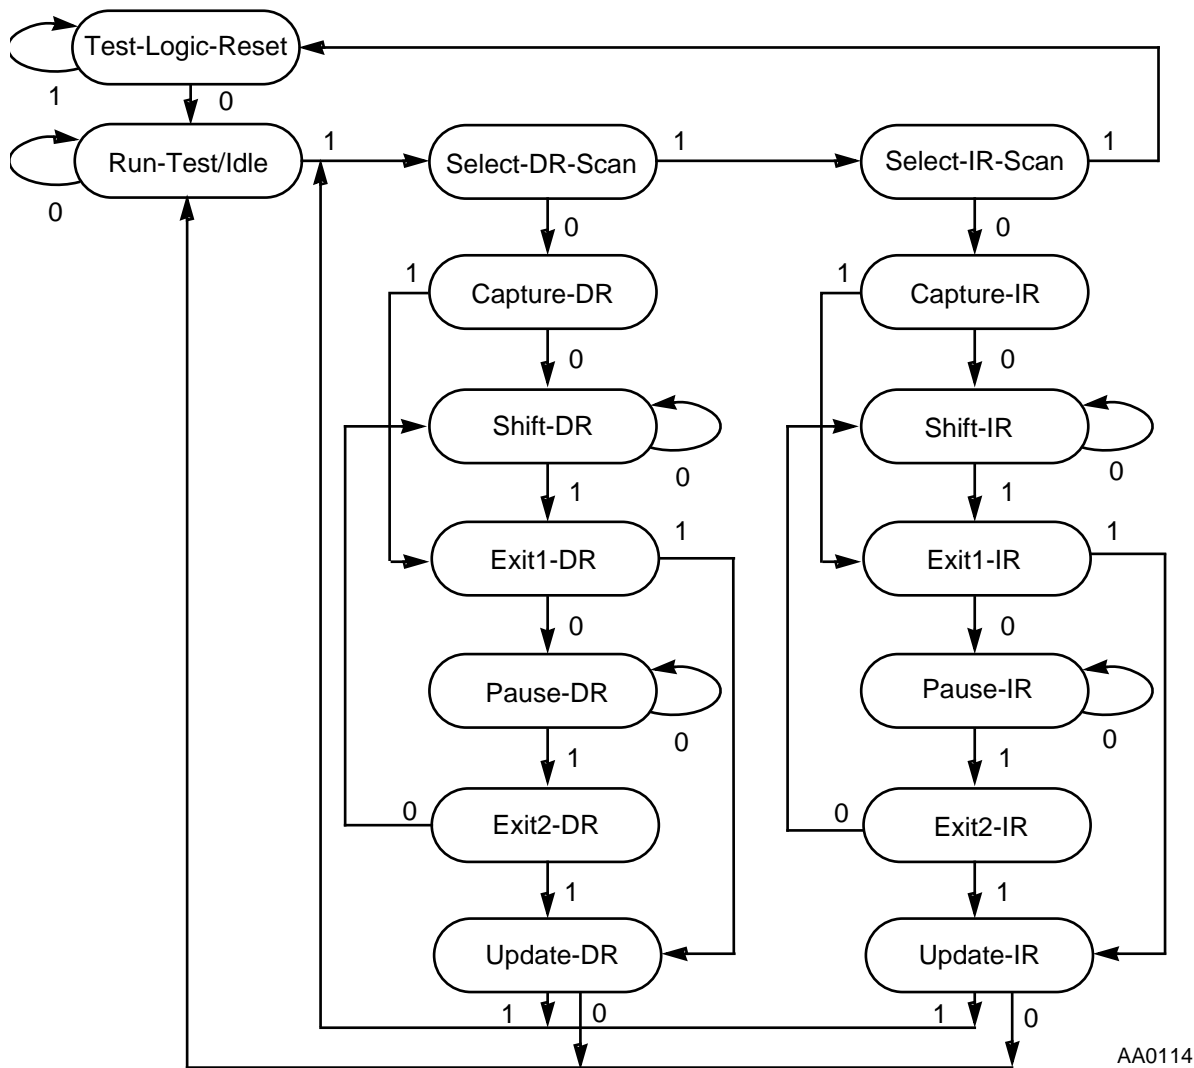 Test-Logic-Reset
1
0
Run-Test/Idle
1
Select-DR-Scan
1
Select-IR-Scan
1
0
0
0
1
Capture-DR
1
Capture-IR
0
0
Shift-DR
Shift-IR
0
0
1
1
Exit1-DR
1
Exit1-IR
1
0
0
Pause-DR
Pause-IR
0
0
1
1
0
Exit2-DR
0
Exit2-IR
1
1
Update-DR
Update-IR
1
0
1
0
AA0114